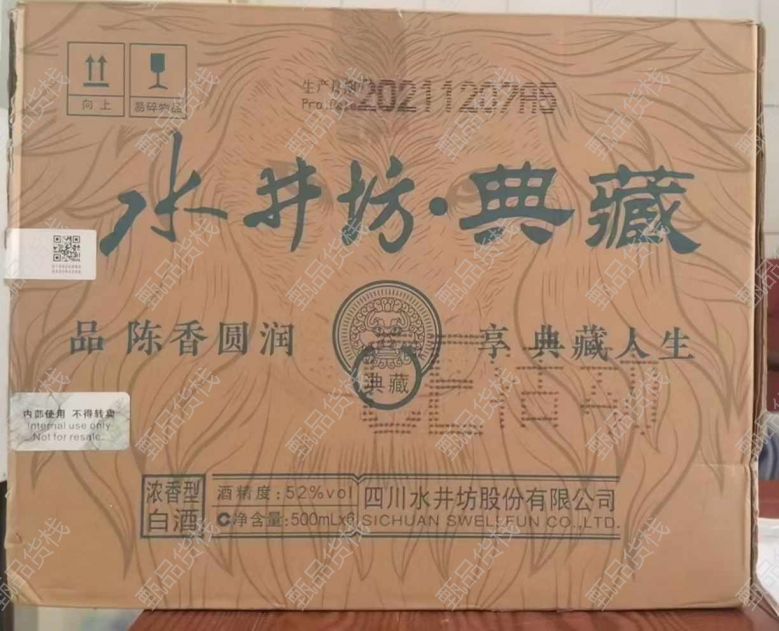 向上
易碎物品
生产日期
Pro.Date
20211207A5
水井坊·典藏
品 陈香圆润
享典藏人生
典藏
内部使用 不得转卖
Internal use only
Not for resale
浓香型
白酒
酒精度:52%vol
净含量:500mLx6
四川水井坊股份有限公司
SICHUAN SWELLFUN CO.,LTD.
甄品货栈